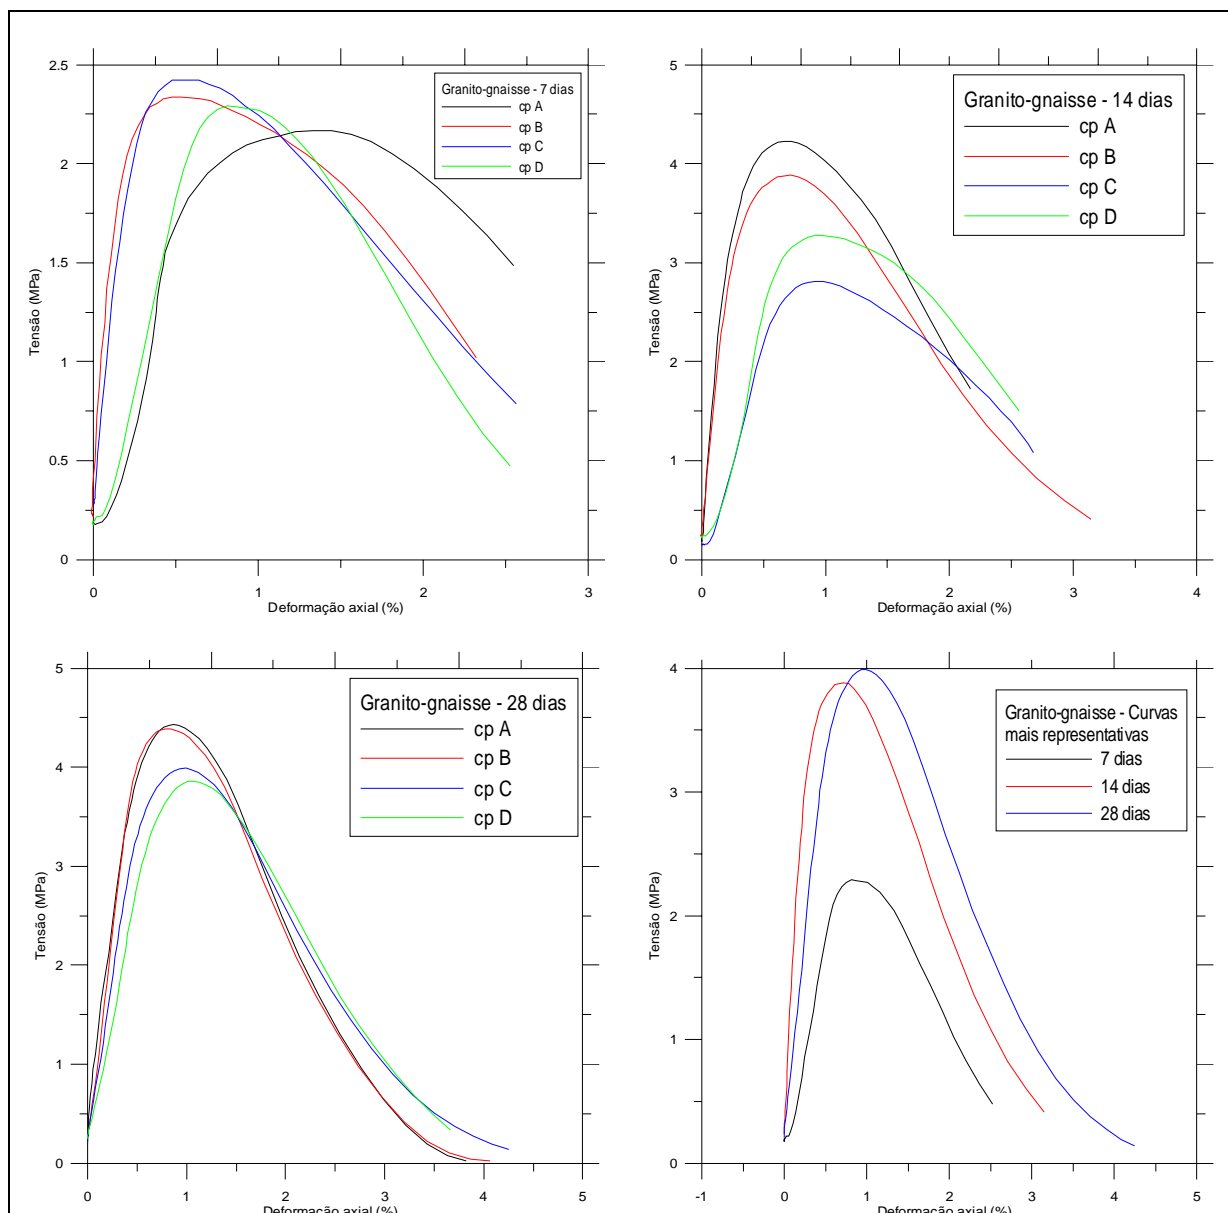 Granito-gnaisse - 7 dias
cp A
cp B
cp C
cp D
Tensão (MPa)
2.5
2
1.5
1
0.5
0
0 1 2 3
Deformação axial (%)
Granito-gnaisse - 14 dias
cp A
cp B
cp C
cp D
Tensão (MPa)
5
4
3
2
1
0
0 1 2 3 4
Deformação axial (%)
Granito-gnaisse - 28 dias
cp A
cp B
cp C
cp D
Tensão (MPa)
5
4
3
2
1
0
0 1 2 3 4 5
Deformação axial (%)
Granito-gnaisse - Curvas
mais representativas
7 dias
14 dias
28 dias
Tensão (MPa)
4
3
2
1
0
-1 0 1 2 3 4 5
Deformação axial (%)